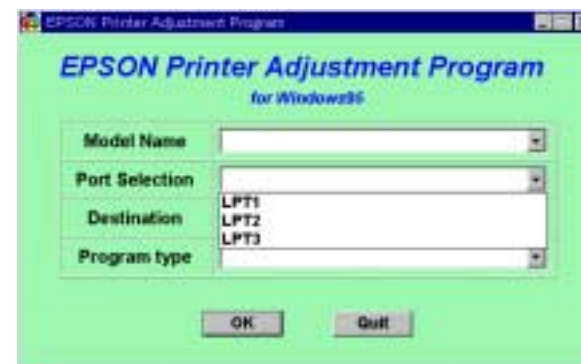 EPSON Printer Adjustment Program
EPSON Printer Adjustment Program
for Windows95
Model Name
Port Selection
LPT1
LPT2
LPT3
Destination
Program type
OK
Quit